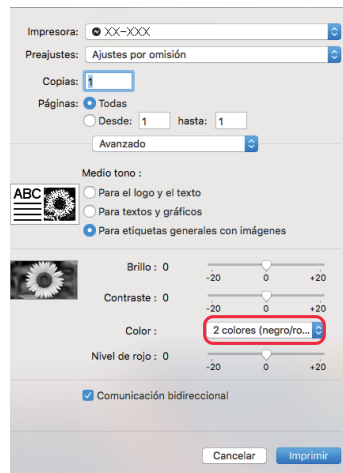 Impresora: XX-XXX
Preajustes: Ajustes por omisión
Copias: 1
Páginas: Todas
Desde: 1 hasta: 1
Avanzado
Medio tono :
ABC
Para el logo y el texto
Para textos y gráficos
Para etiquetas generales con imágenes
Brillo : 0
-20 0 +20
Contraste : 0
-20 0 +20
Color : 2 colores (negro/ro...
Nivel de rojo : 0
-20 0 +20
Comunicación bidireccional
Cancelar Imprimir